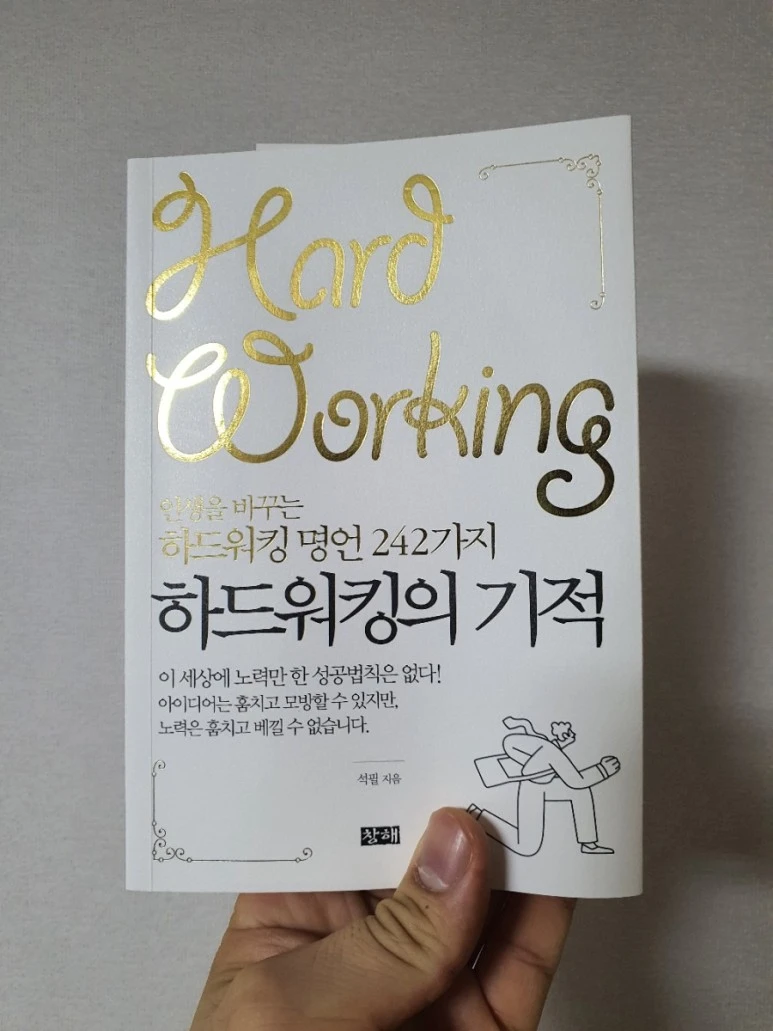 Hard
Working
인생을 바꾸는
하드워킹 명언 242가지
하드워킹의 기적
이 세상에 노력만 한 성공법칙은 없다!
아이디어는 훔치고 모방할 수 있지만,
노력은 훔치고 베낄 수 없습니다.
석필 지음
창해